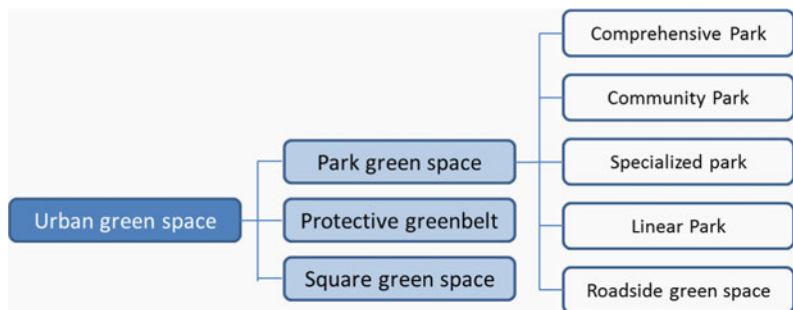 Urban green space
Park green space
Protective greenbelt
Square green space
Comprehensive Park
Community Park
Specialized park
Linear Park
Roadside green space